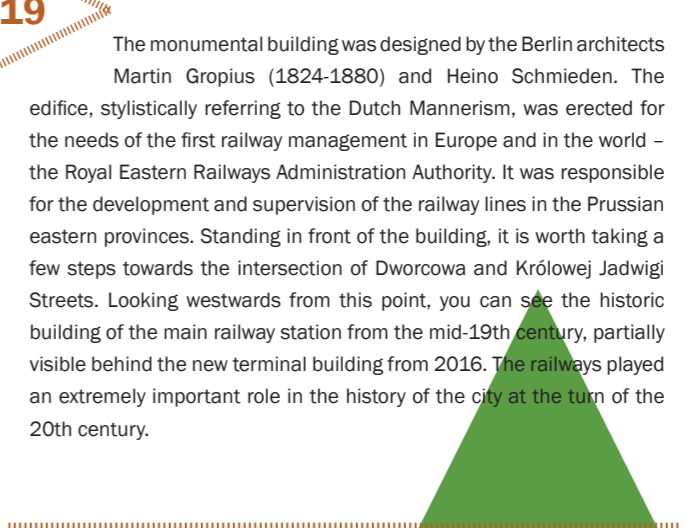 19
The monumental building was designed by the Berlin architects
Martin Gropius (1824-1880) and Heino Schmieden. The
edifice, stylistically referring to the Dutch Mannerism, was erected for
the needs of the first railway management in Europe and in the world –
the Royal Eastern Railways Administration Authority. It was responsible
for the development and supervision of the railway lines in the Prussian
eastern provinces. Standing in front of the building, it is worth taking a
few steps towards the intersection of Dworcowa and Królowej Jadwigi
Streets. Looking westwards from this point, you can see the historic
building of the main railway station from the mid-19th century, partially
visible behind the new terminal building from 2016. The railways played
an extremely important role in the history of the city at the turn of the
20th century.